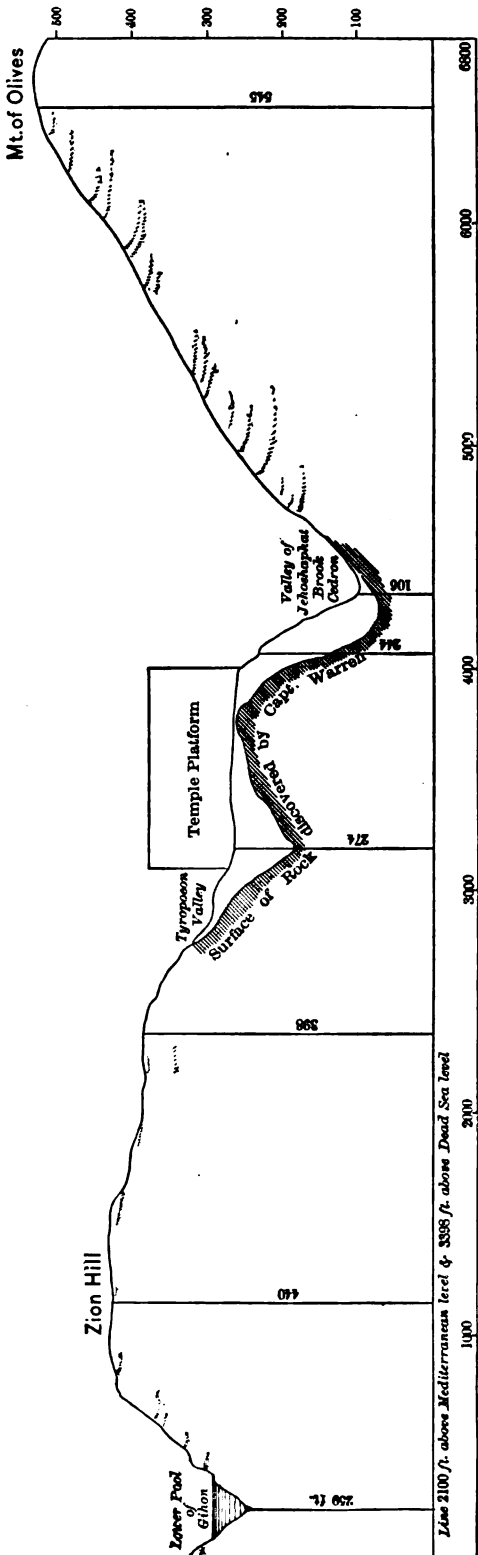 Mt. of Olives
Zion Hill
Lower Pool
of
Gihon
Tyropoeon
Valley
Temple Platform
Valley of
Jehoshaphat
Brook
Cedron
Surface of Rock discovered by Capt. Warren
250 ft.
440
398
274
244
106
545
500
400
300
200
100
Line 2100 ft. above Mediterranean level & 3398 ft. above Dead Sea level
1000
2000
3000
4000
5000
6000
6800